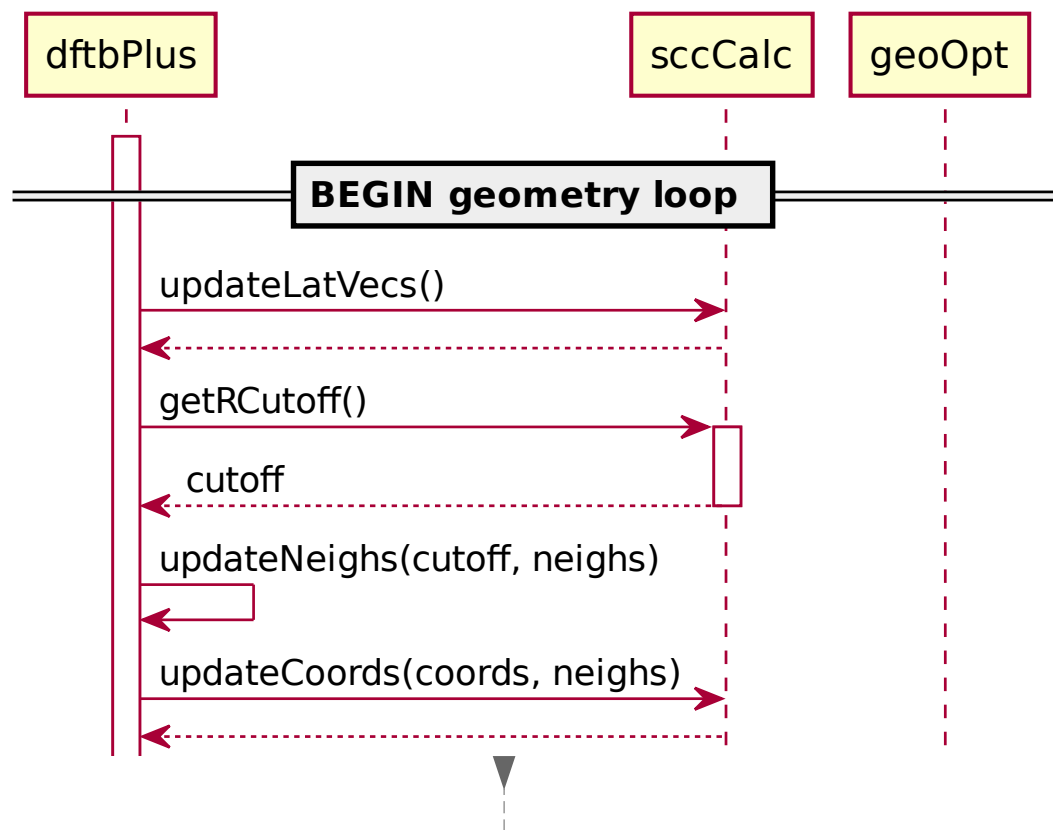 dftbPlus
sccCalc
geoOpt
BEGIN geometry loop
updateLatVecs()
getRCutoff()
cutoff
updateNeighs(cutoff, neighs)
updateCoords(coords, neighs)